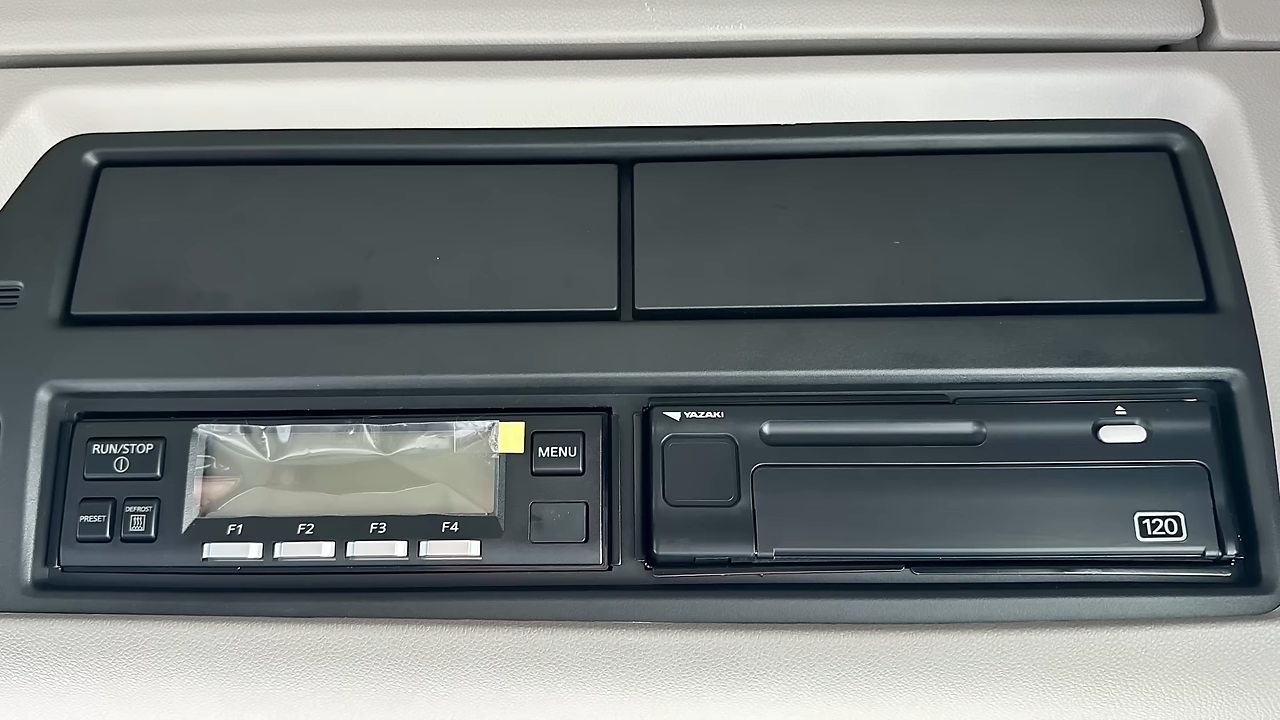 RUN/STOP
PRESET
DEFROST
F1
F2
F3
F4
MENU
YAZAKI
120